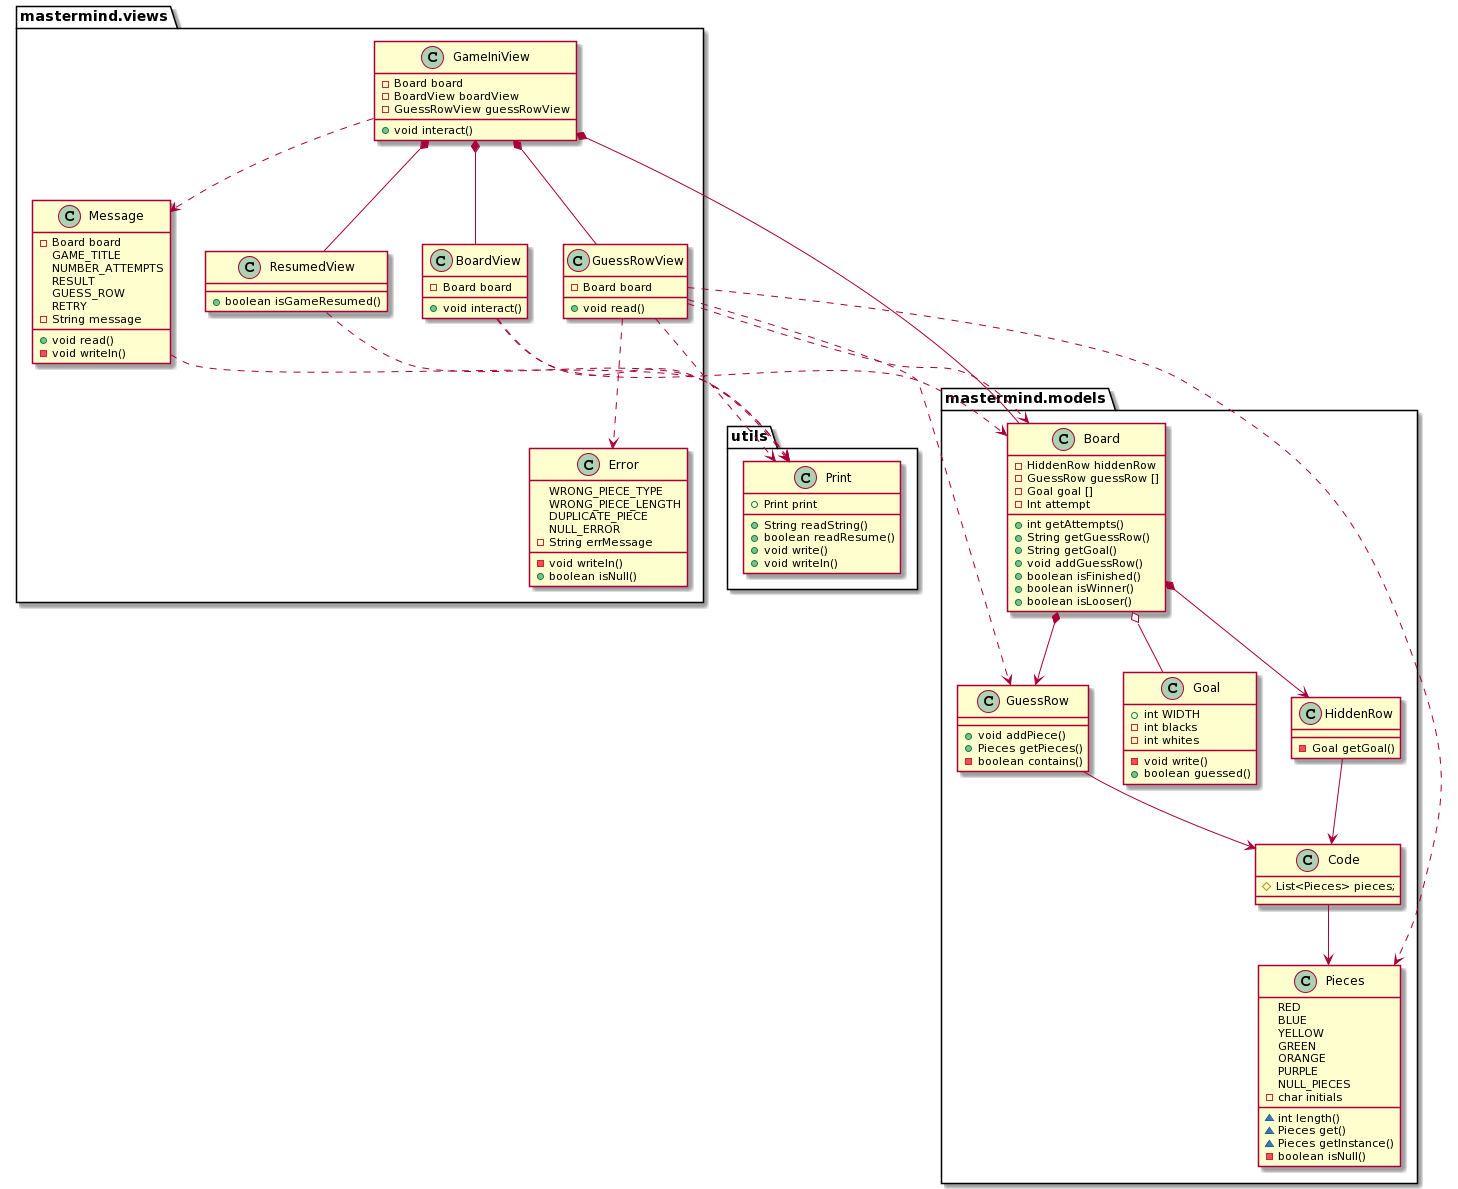 mastermind.views
C GameIniView
Board board
BoardView boardView
GuessRowView guessRowView
void interact()
C Message
Board board
GAME_TITLE
NUMBER_ATTEMPTS
RESULT
GUESS_ROW
RETRY
String message
void read()
void writeln()
C ResumedView
boolean isGameResumed()
C BoardView
Board board
void interact()
C GuessRowView
Board board
void read()
C Error
WRONG_PIECE_TYPE
WRONG_PIECE_LENGTH
DUPLICATE_PIECE
NULL_ERROR
String errMessage
void writeln()
boolean isNull()
utils
C Print
Print print
String readString()
boolean readResume()
void write()
void writeln()
mastermind.models
C Board
HiddenRow hiddenRow
GuessRow guessRow []
Goal goal []
Int attempt
int getAttempts()
String getGuessRow()
String getGoal()
void addGuessRow()
boolean isFinished()
boolean isWinner()
boolean isLooser()
C GuessRow
void addPiece()
Pieces getPieces()
boolean contains()
C Goal
int WIDTH
int blacks
int whites
void write()
boolean guessed()
C HiddenRow
Goal getGoal()
C Code
List<Pieces> pieces;
C Pieces
RED
BLUE
YELLOW
GREEN
ORANGE
PURPLE
NULL_PIECES
char initials
int length()
Pieces get()
Pieces getInstance()
boolean isNull()